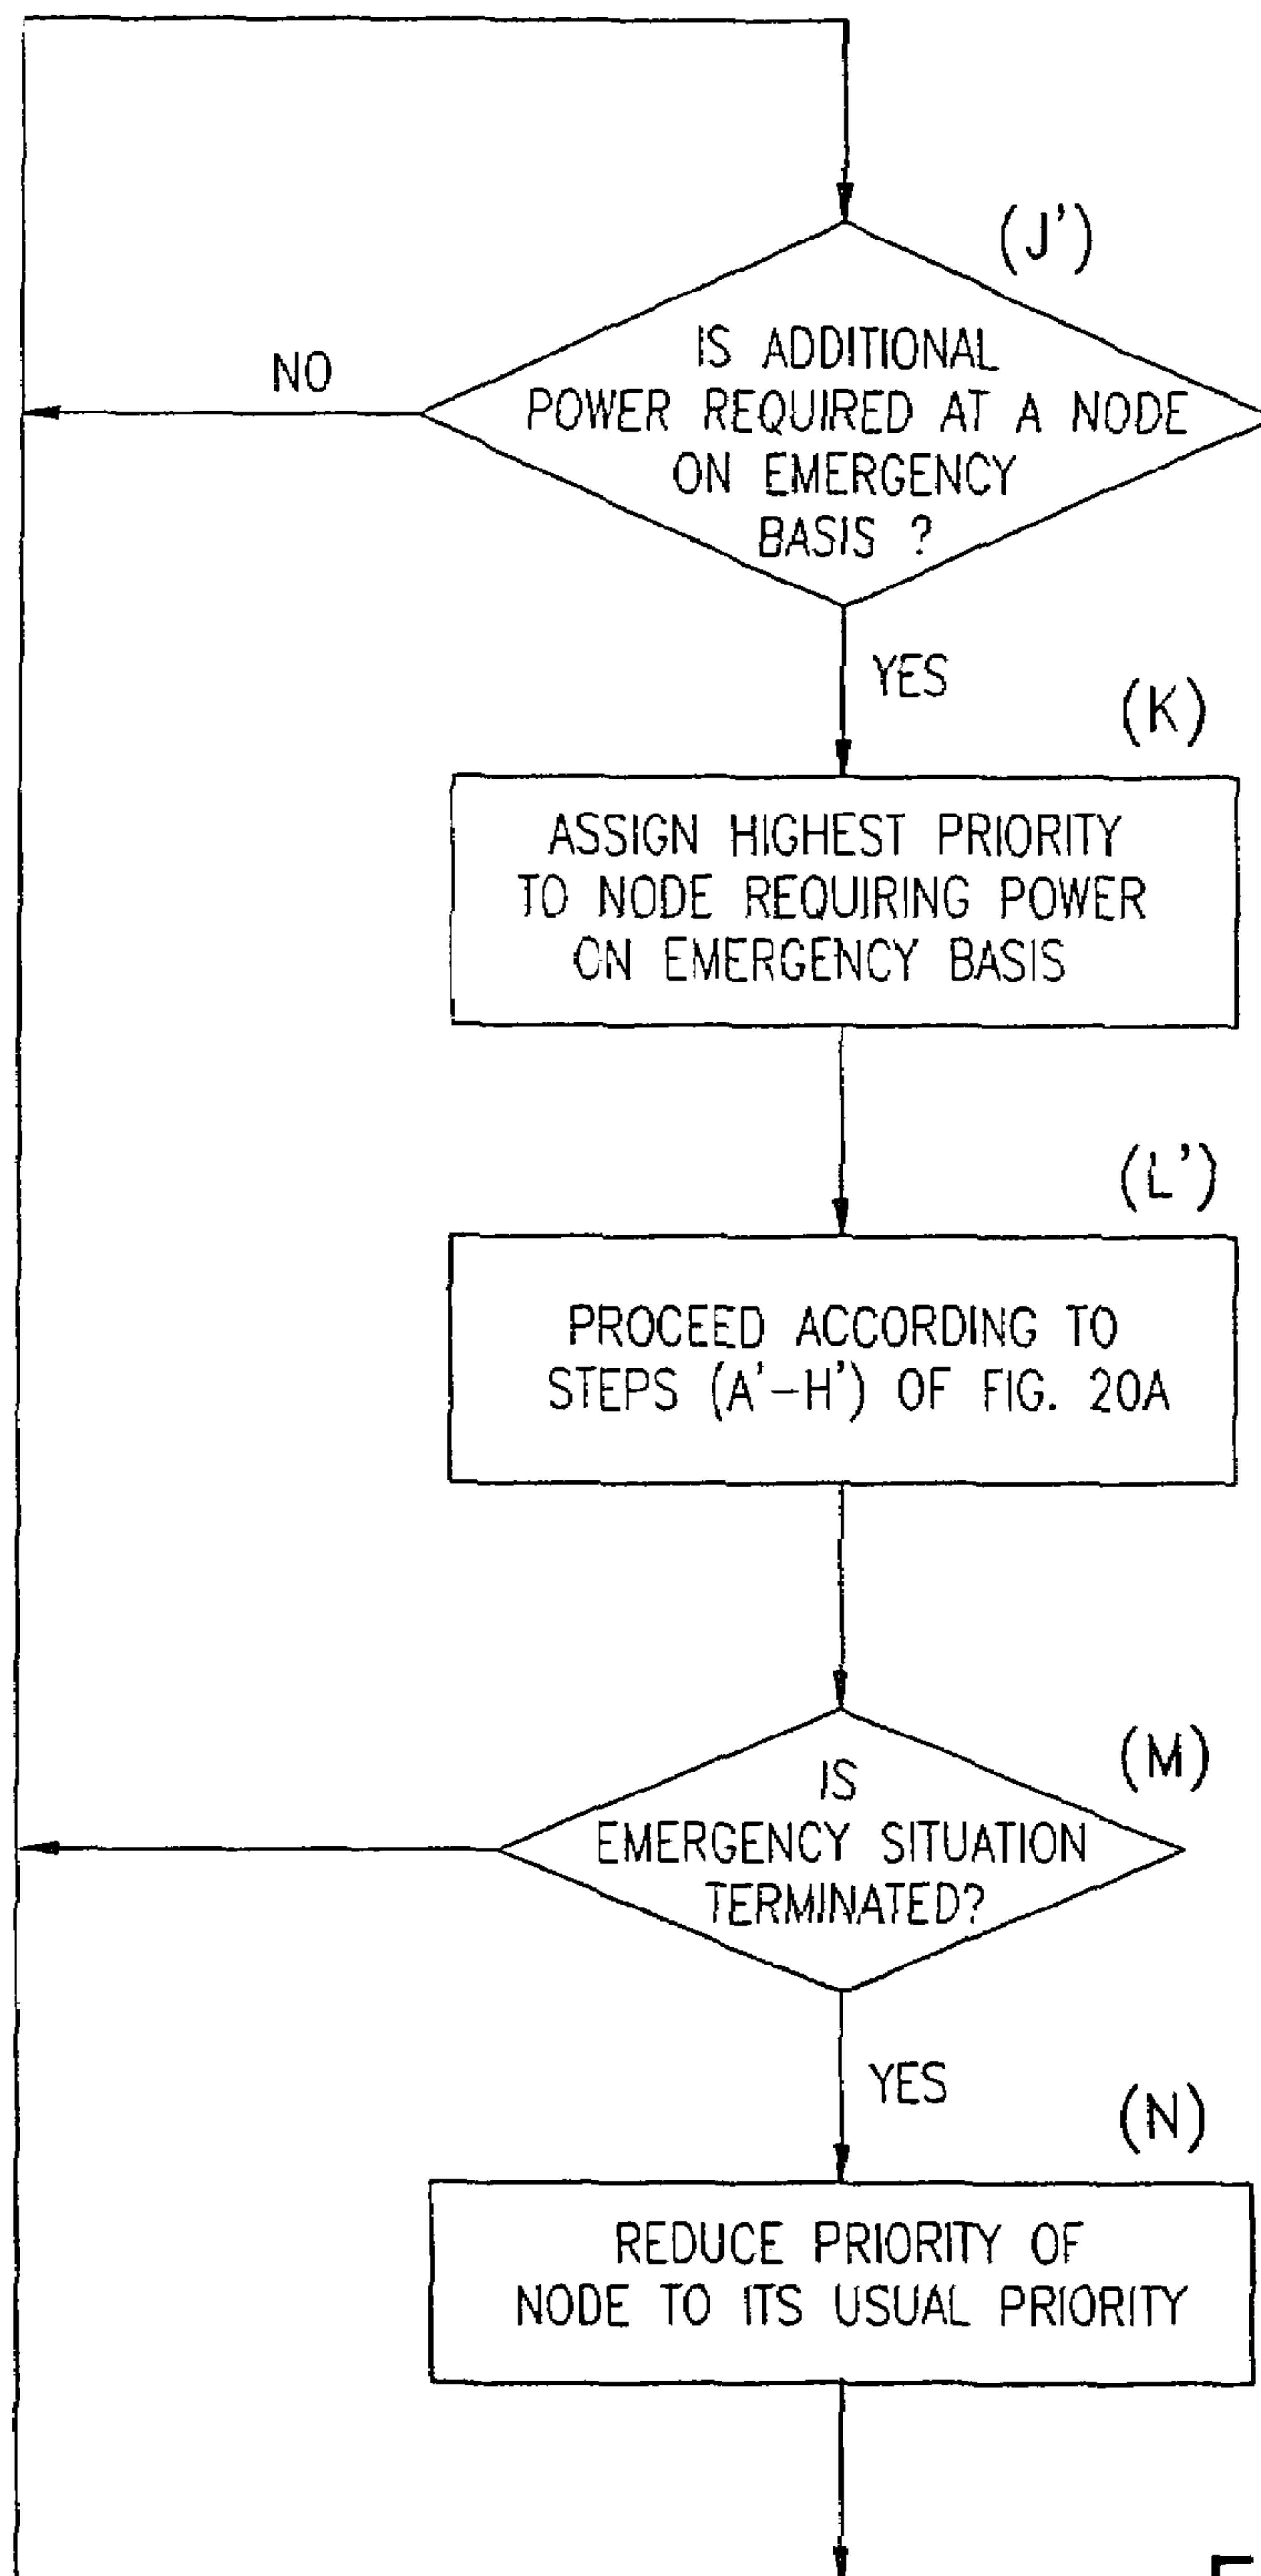 (J')
IS ADDITIONAL
POWER REQUIRED AT A NODE
ON EMERGENCY
BASIS ?
NO
YES
(K)
ASSIGN HIGHEST PRIORITY
TO NODE REQUIRING POWER
ON EMERGENCY BASIS
(L')
PROCEED ACCORDING TO
STEPS (A'-H') OF FIG. 20A
(M)
IS
EMERGENCY SITUATION
TERMINATED?
YES
(N)
REDUCE PRIORITY OF
NODE TO ITS USUAL PRIORITY